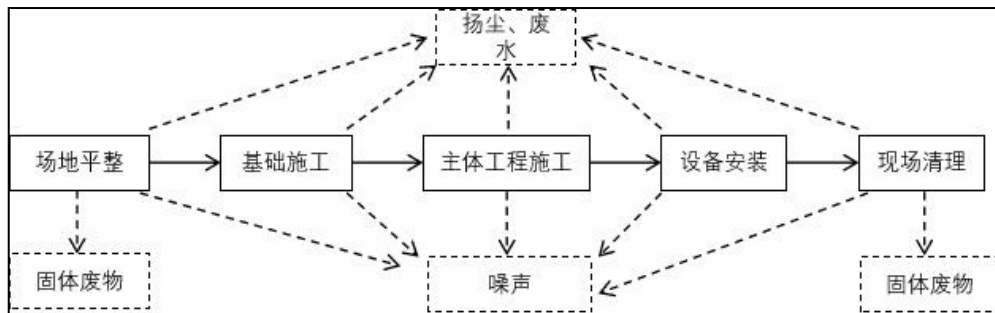 扬尘、废
水
场地平整
基础施工
主体工程施工
设备安装
现场清理
固体废物
噪声
固体废物